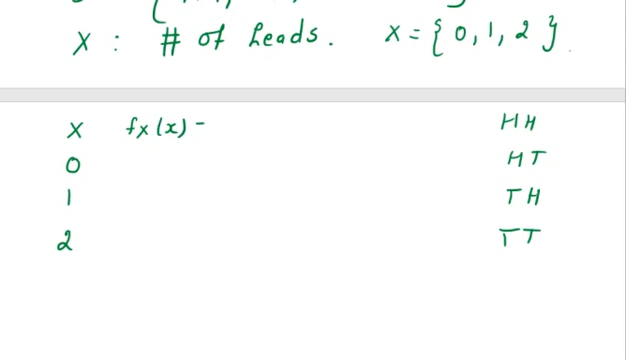 X : # of heads. X = { 0, 1, 2 }.
X fx(x) - HH
0 HT
1 TH
2 TT